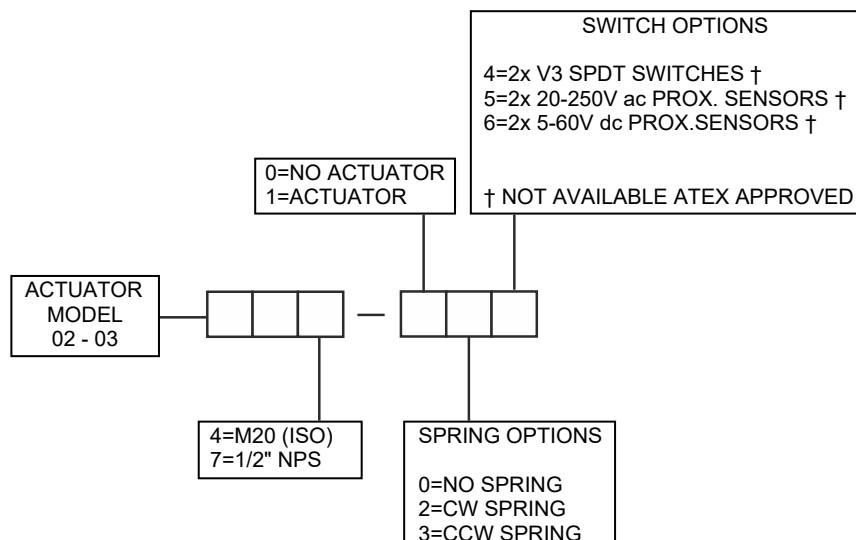 SWITCH OPTIONS
4=2x V3 SPDT SWITCHES †
5=2x 20-250V ac PROX. SENSORS †
6=2x 5-60V dc PROX.SENSORS †
† NOT AVAILABLE ATEX APPROVED
0=NO ACTUATOR
1=ACTUATOR
ACTUATOR
MODEL
02 - 03
4=M20 (ISO)
7=1/2" NPS
SPRING OPTIONS
0=NO SPRING
2=CW SPRING
3=CCW SPRING